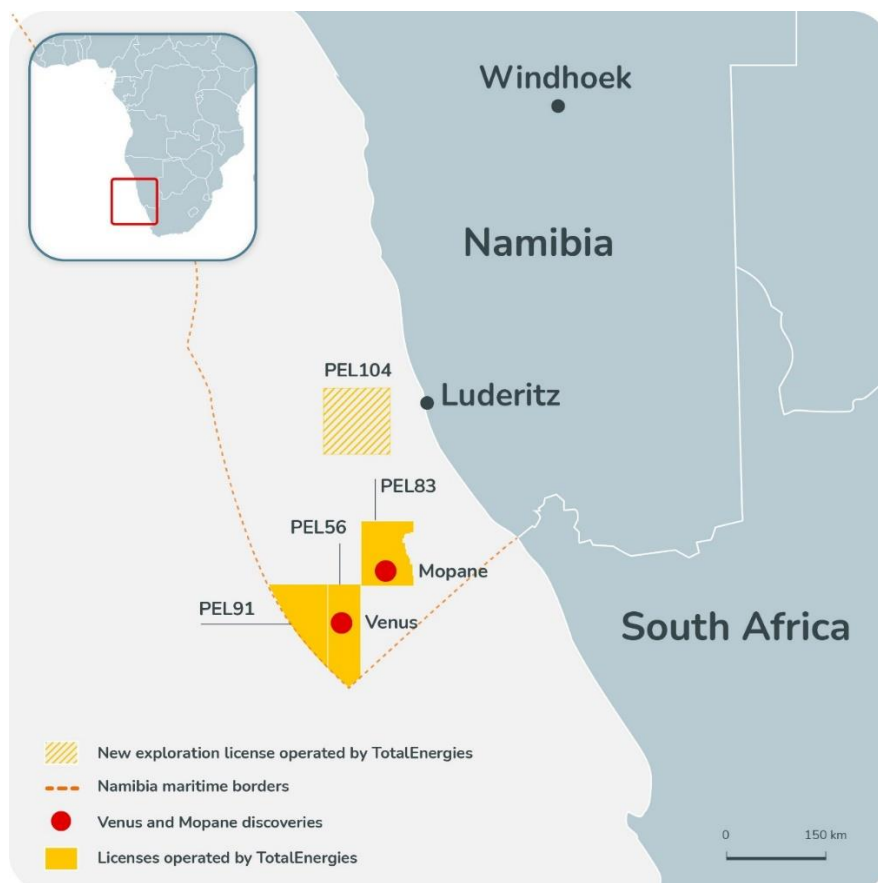 Windhoek
Namibia
PEL104
Luderitz
PEL83
PEL56
Mopane
PEL91
Venus
South Africa
New exploration license operated by TotalEnergies
Namibia maritime borders
Venus and Mopane discoveries
Licenses operated by TotalEnergies
0 150 km